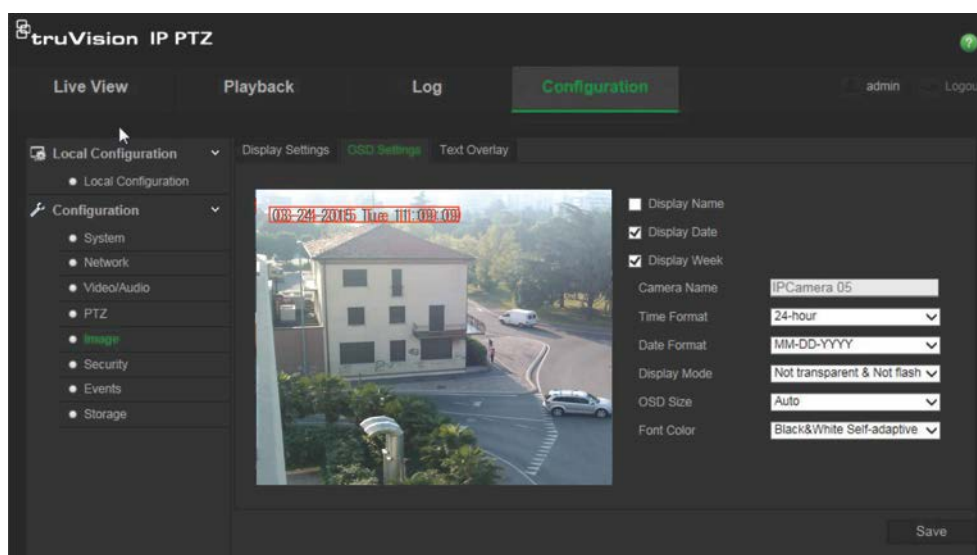 truVision IP PTZ
Live View Playback Log Configuration admin Logou
Local Configuration
Local Configuration
Configuration
System
Network
Video/Audio
PTZ
Image
Security
Events
Storage
Display Settings OSD Settings Text Overlay
03-24-2015 Tue 11:09:09
Display Name
Display Date
Display Week
Camera Name IPCamera 05
Time Format 24-hour
Date Format MM-DD-YYYY
Display Mode Not transparent & Not flash
OSD Size Auto
Font Color Black&White Self-adaptive
Save